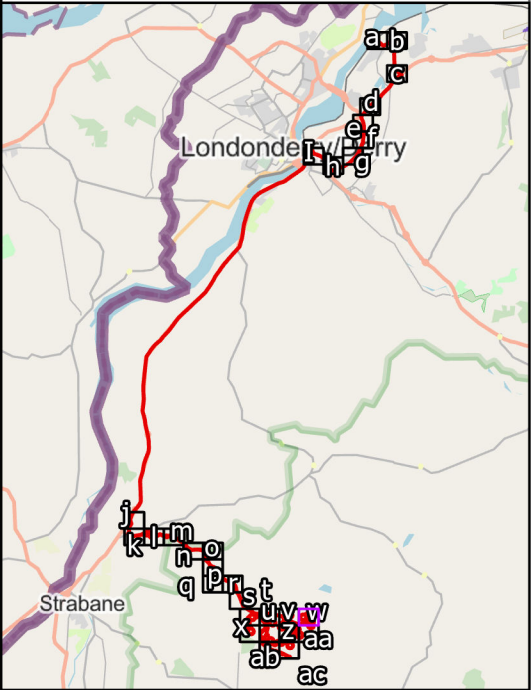 a b
c
d
e f
Londonderry/Derry
I h g
j
k l m
n o
p
q r
s t
u v w
Strabane
x z aa
ab
ac